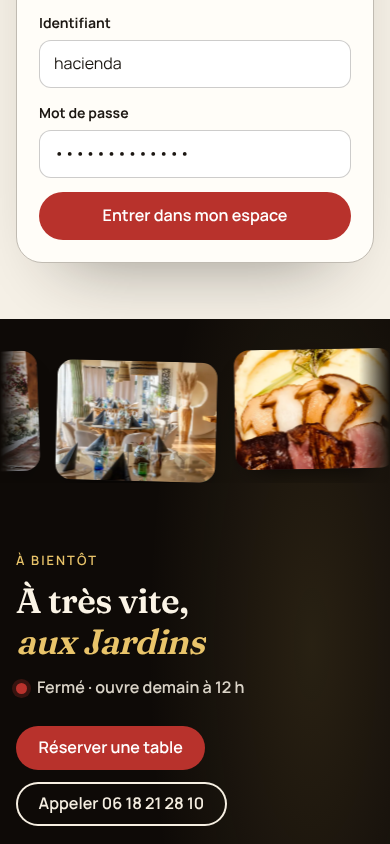 Identifiant
hacienda
Mot de passe
•••••••••••••
Entrer dans mon espace
À BIENTÔT
À très vite,
aux Jardins
Fermé · ouvre demain à 12 h
Réserver une table
Appeler 06 18 21 28 10